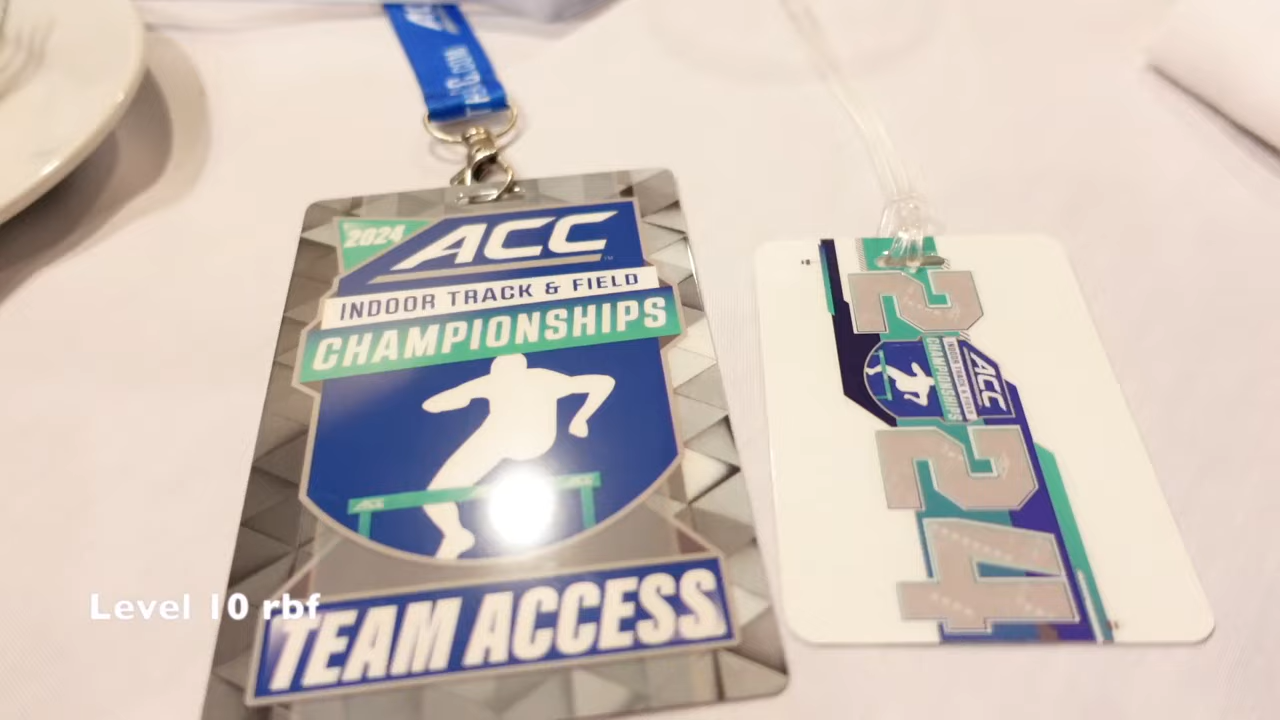 2024
ACC
INDOOR TRACK & FIELD
CHAMPIONSHIPS
TEAM ACCESS
2024
ACC
INDOOR TRACK & FIELD
CHAMPIONSHIPS
Level 10 rbf